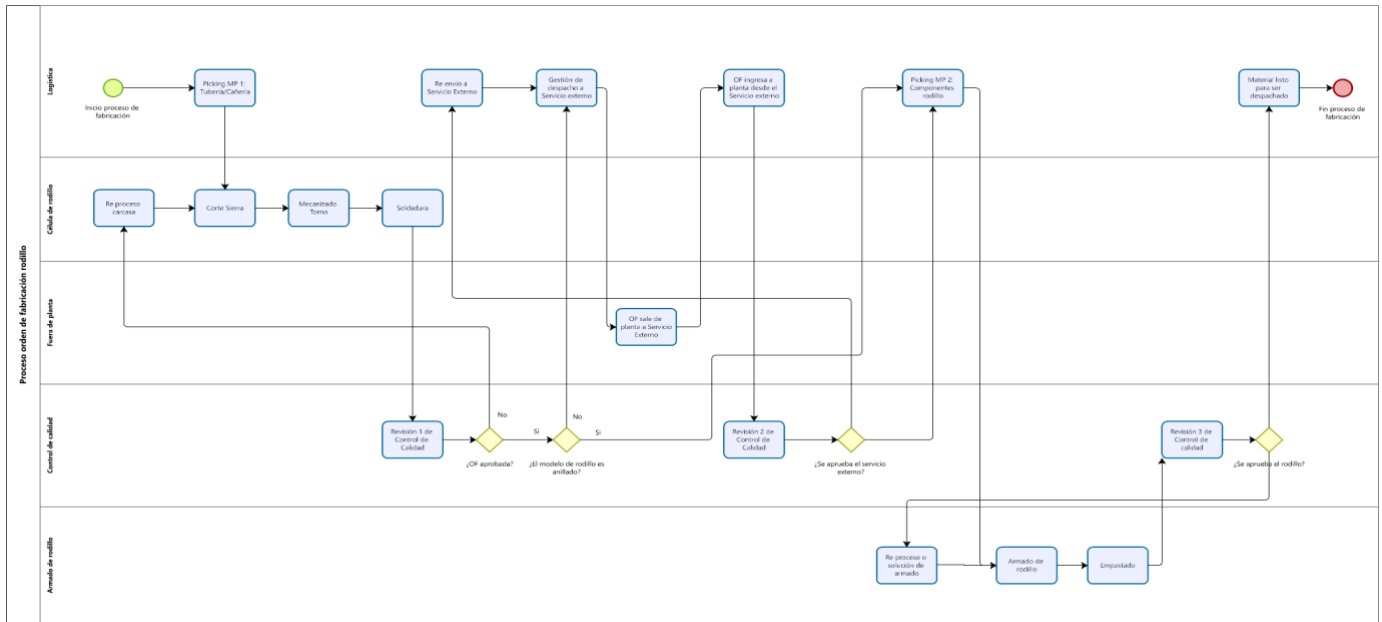 Proceso orden de fabricación rodillo
Logística
Inicio proceso de
fabricación
Picking MP 1:
Tubería/Cañería
Re envio a
Servicio Externo
Gestión de
despacho a
Servicio externo
OF ingresa a
planta desde el
Servicio externo
Picking MP 2:
Componentes
rodillo
Material listo
para ser
despachado
Fin proceso de
fabricación
Célula de rodillo
Re proceso
carcasa
Corte Sierra
Mecanizado
Torno
Soldadura
Fuera de planta
OF sale de
planta a Servicio
Externo
Control de calidad
Revisión 1 de
Control de
Calidad
¿OF aprobada?
No
Si
¿El modelo de rodillo es
anillado?
No
Si
Revisión 2 de
Control de
Calidad
¿Se aprueba el servicio
externo?
Revisión 3 de
Control de
calidad
¿Se aprueba el rodillo?
Armado de rodillo
Re proceso o
solución de
armado
Armado de
rodillo
Empastado